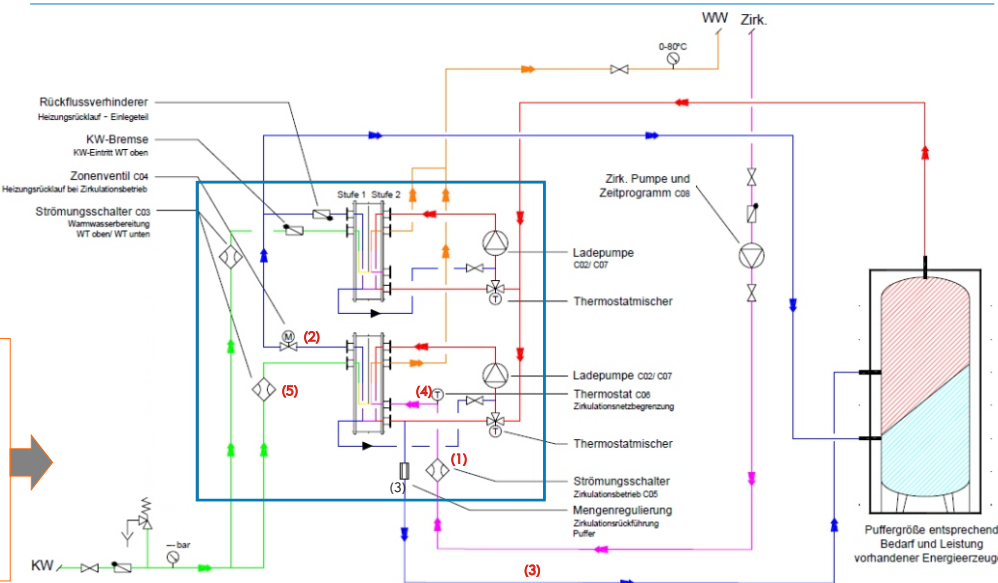 WW
Zirk.
0-80°C
Rückflussverhinderer
Heizungsrücklauf - Einlegeteil
KW-Bremse
KW-Eintritt WT oben
Zonenventil C04
Heizungsrücklauf bei Zirkulationsbetrieb
Strömungsschalter C03
Warmwasserbereitung
WT oben/ WT unten
Stufe 1 Stufe 2
Zirk. Pumpe und
Zeitprogramm C08
Ladepumpe
C02/ C07
T
Thermostatmischer
M
(2)
(5)
(4)
T
Ladepumpe C02/ C07
Thermostat C06
Zirkulationsnetzbegrenzung
T
Thermostatmischer
(1)
(3)
Strömungsschalter
Zirkulationsbetrieb C05
Mengenregulierung
Zirkulationsrückführung
Puffer
---bar
KW
(3)
Puffergröße entsprechend
Bedarf und Leistung
vorhandener Energieerzeuge